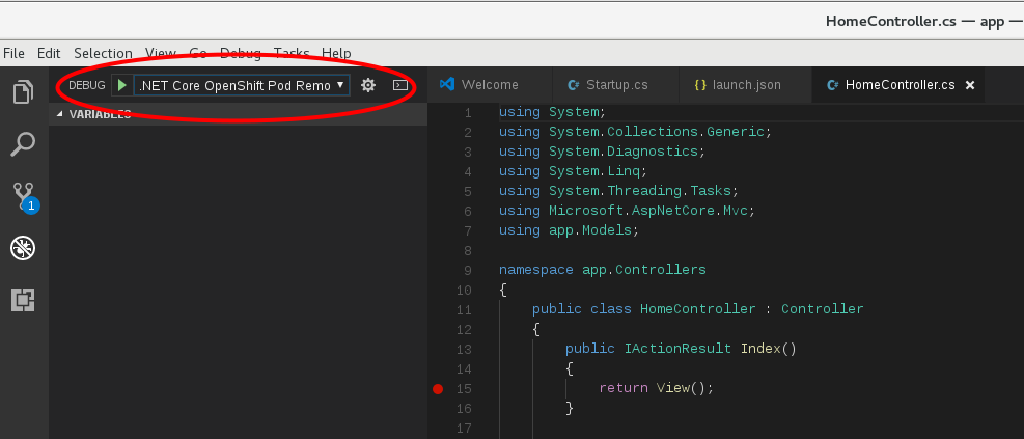 HomeController.cs — app —
File Edit Selection View Go Debug Tasks Help
DEBUG .NET Core OpenShift Pod Remo
VARIABLES
1
Welcome Startup.cs {} launch.json HomeController.cs ×
1 using System;
2 using System.Collections.Generic;
3 using System.Diagnostics;
4 using System.Linq;
5 using System.Threading.Tasks;
6 using Microsoft.AspNetCore.Mvc;
7 using app.Models;
8
9 namespace app.Controllers
10 {
11 public class HomeController : Controller
12 {
13 public IActionResult Index()
14 {
15 return View();
16 }
17